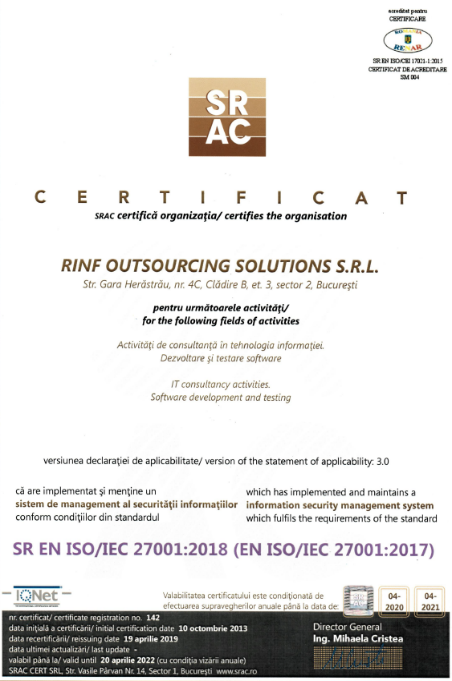 acreditat pentru
CERTIFICARE
RENAR
SR EN ISO/CEI 17021-1:2015
CERTIFICAT DE ACREDITARE
SM 004
SR
AC
CERTIFICAT
SRAC certifică organizația/ certifies the organisation
RINF OUTSOURCING SOLUTIONS S.R.L.
Str. Gara Herăstrău, nr. 4C, Clădire B, et. 3, sector 2, București
pentru următoarele activități/
for the following fields of activities
Activități de consultanță în tehnologia informației.
Dezvoltare și testare software
IT consultancy activities.
Software development and testing
versiunea declarației de aplicabilitate/ version of the statement of applicability: 3.0
că are implementat și menține un
sistem de management al securității informațiilor
conform condițiilor din standardul
which has implemented and maintains a
information security management system
which fulfils the requirements of the standard
SR EN ISO/IEC 27001:2018 (EN ISO/IEC 27001:2017)
IQNet
Valabilitatea certificatului este condiționată de
efectuarea supravegherilor anuale până la data de:
04-
2020
04-
2021
nr. certificat/ certificate registration no. 142
data inițială a certificării/ initial certification date 10 octombrie 2013
data recertificării/ reissuing date 19 aprilie 2019
data ultimei actualizări/ last update -
valabil până la/ valid until 20 aprilie 2022 (cu condiția vizării anuale)
SRAC CERT SRL, Str. Vasile Pârvan Nr. 14, Sector 1, București www.srac.ro
Director General
Ing. Mihaela Cristea